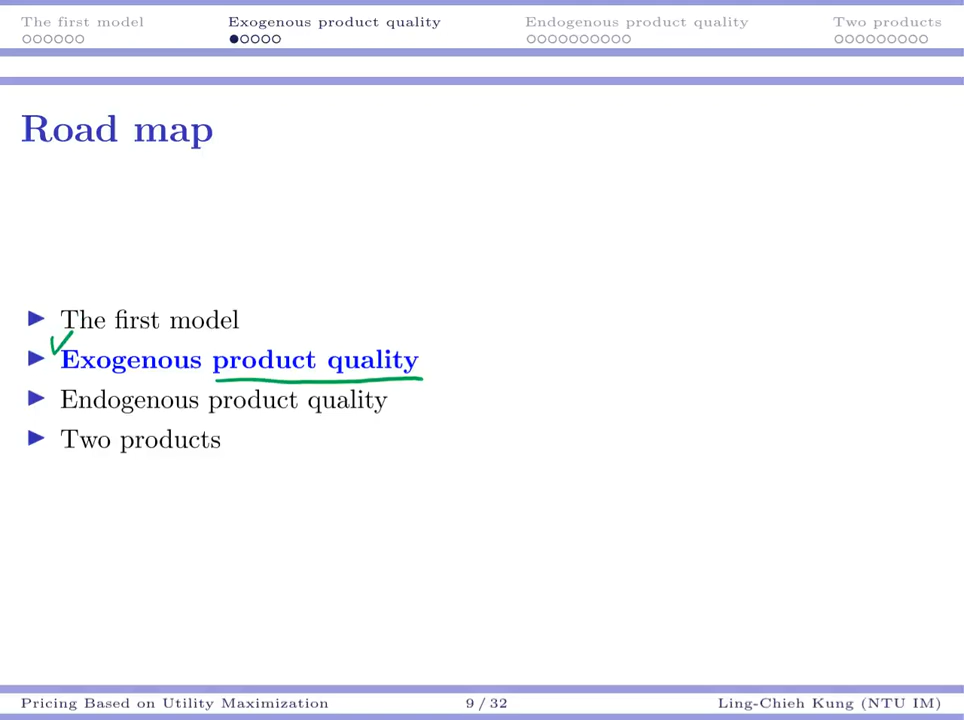 The first model Exogenous product quality Endogenous product quality Two products
Road map
The first model
Exogenous product quality
Endogenous product quality
Two products
Pricing Based on Utility Maximization 9 / 32 Ling-Chieh Kung (NTU IM)